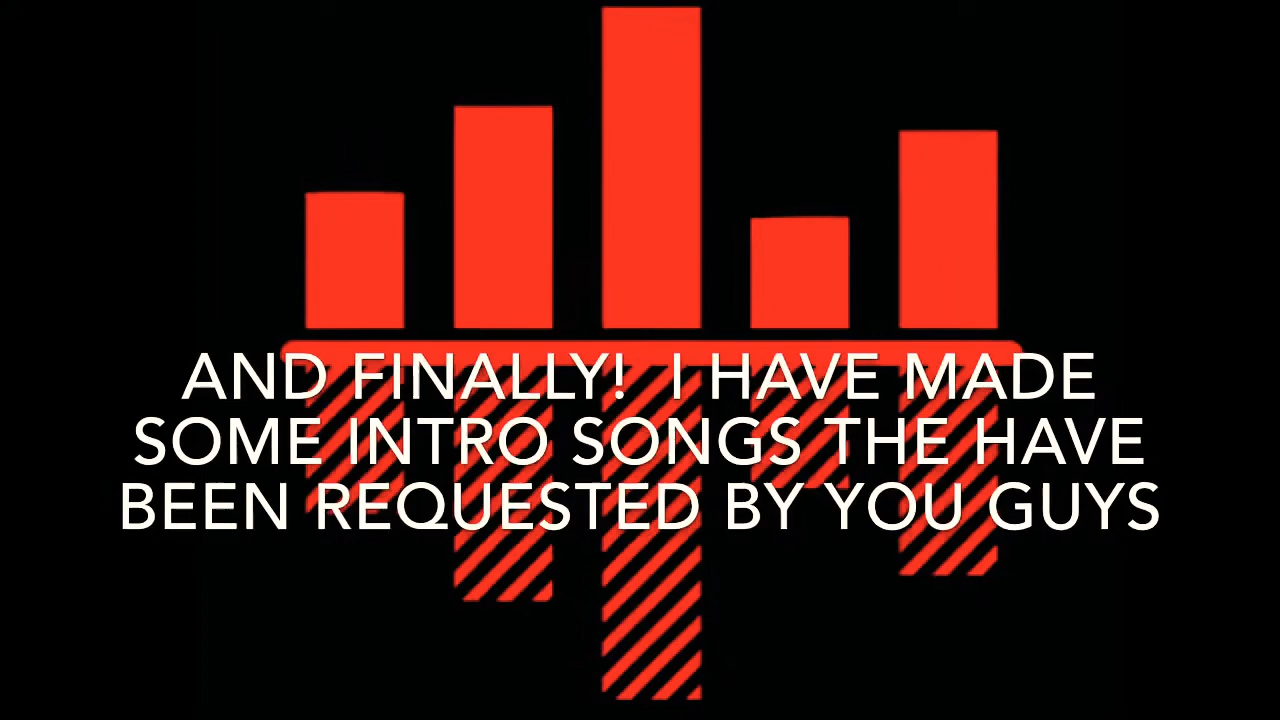 AND FINALLY!  I HAVE MADE
SOME INTRO SONGS THE HAVE
BEEN REQUESTED BY YOU GUYS